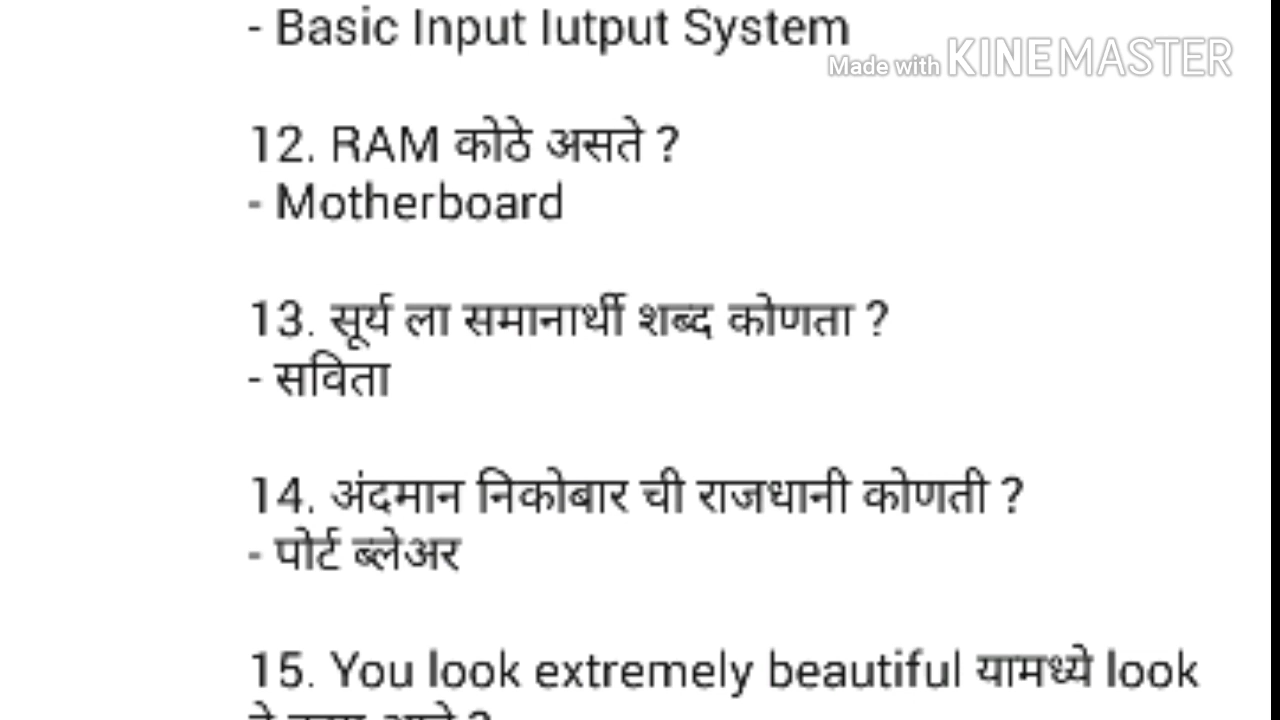 - Basic Input Iutput System
Made with KINEMASTER
12. RAM कोठे असते ?
- Motherboard
13. सूर्य ला समानार्थी शब्द कोणता ?
- सविता
14. अंदमान निकोबार ची राजधानी कोणती ?
- पोर्ट ब्लेअर
15. You look extremely beautiful यामध्ये look